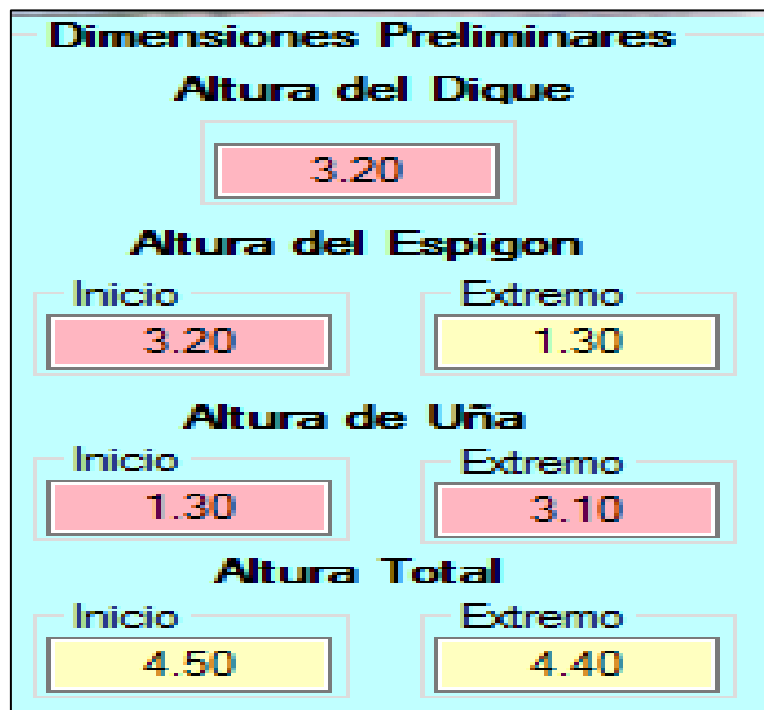 Dimensiones Preliminares
Altura del Dique
3.20
Altura del Espigon
Inicio Extremo
3.20 1.30
Altura de Uña
Inicio Extremo
1.30 3.10
Altura Total
Inicio Extremo
4.50 4.40